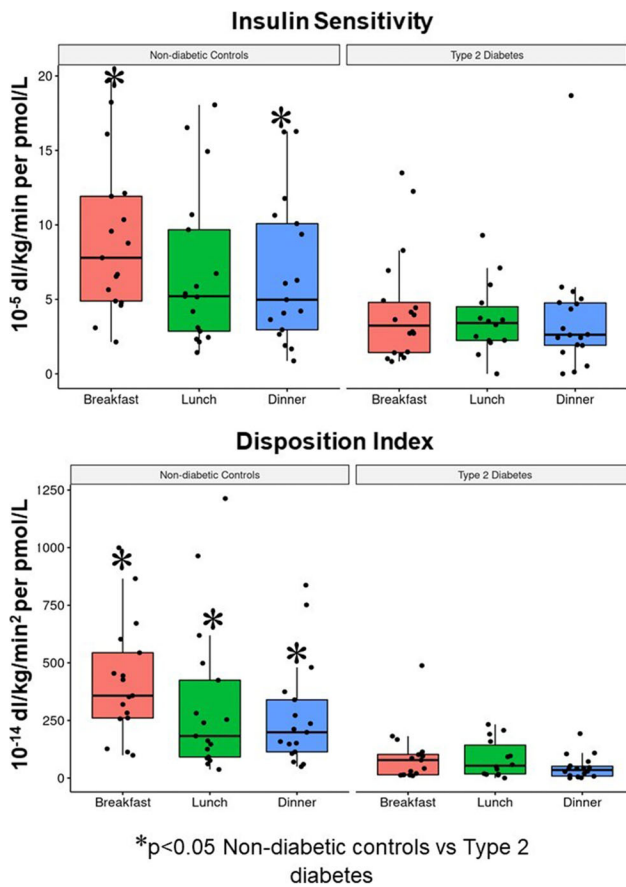 Insulin Sensitivity
Non-diabetic Controls
Type 2 Diabetes
10-5 dl/kg/min per pmol/L
20
15
10
5
0
*
*
Breakfast
Lunch
Dinner
Breakfast
Lunch
Dinner
Disposition Index
Non-diabetic Controls
Type 2 Diabetes
10-14 dl/kg/min2 per pmol/L
1250
1000
750
500
250
0
*
*
*
Breakfast
Lunch
Dinner
Breakfast
Lunch
Dinner
*p<0.05 Non-diabetic controls vs Type 2
diabetes